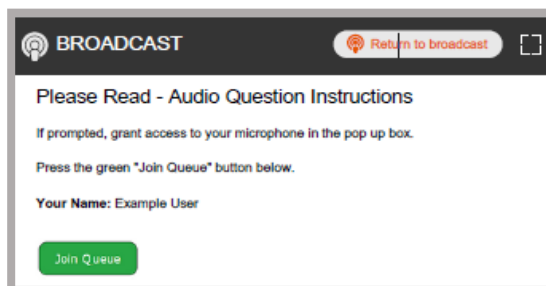 BROADCAST
Return to broadcast
Please Read - Audio Question Instructions
If prompted, grant access to your microphone in the pop up box.
Press the green "Join Queue" button below.
Your Name: Example User
Join Queue